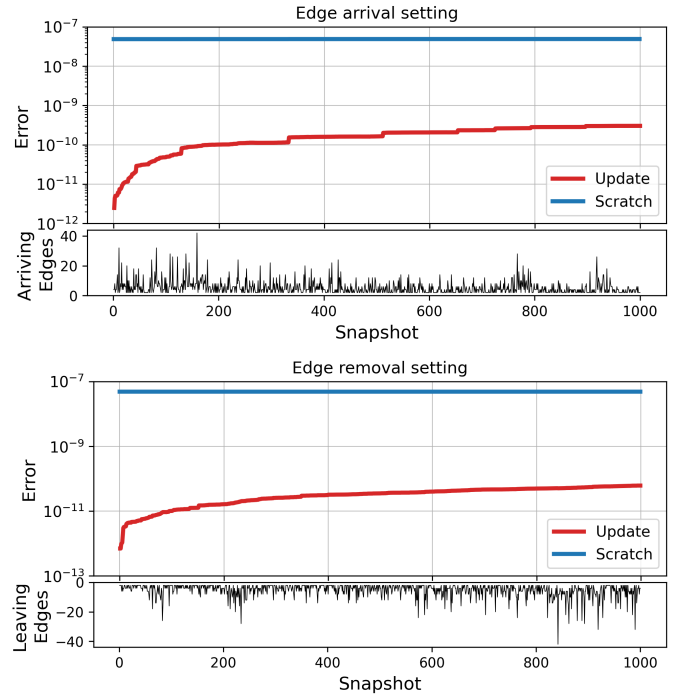 Edge arrival setting
10⁻⁷
10⁻⁸
10⁻⁹
10⁻¹⁰
10⁻¹¹
10⁻¹²
Error
Update
Scratch
40
20
0
Arriving
Edges
0 200 400 600 800 1000
Snapshot
Edge removal setting
10⁻⁷
10⁻⁹
10⁻¹¹
10⁻¹³
Error
Update
Scratch
0
−20
−40
Leaving
Edges
0 200 400 600 800 1000
Snapshot